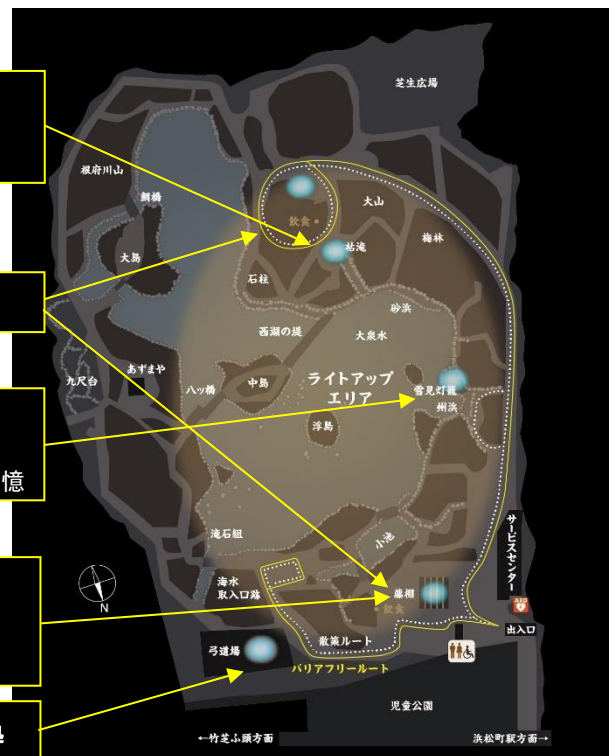 芝生広場
根府川山
鯛橋
大島
飲食
大山
梅林
枯滝
石柱
砂浜
西湖の堤
大泉水
九尺台
あずまや
八ッ橋
中島
ライトアップ
エリア
雪見灯籠
州浜
浮島
憶
滝石組
小池
サービスセンター
海水
取入口跡
藤棚
飲食
AED
出入口
N
弓道場
散策ルート
バリアフリールート
児童公園
←竹芝ふ頭方面
浜松町駅方面→